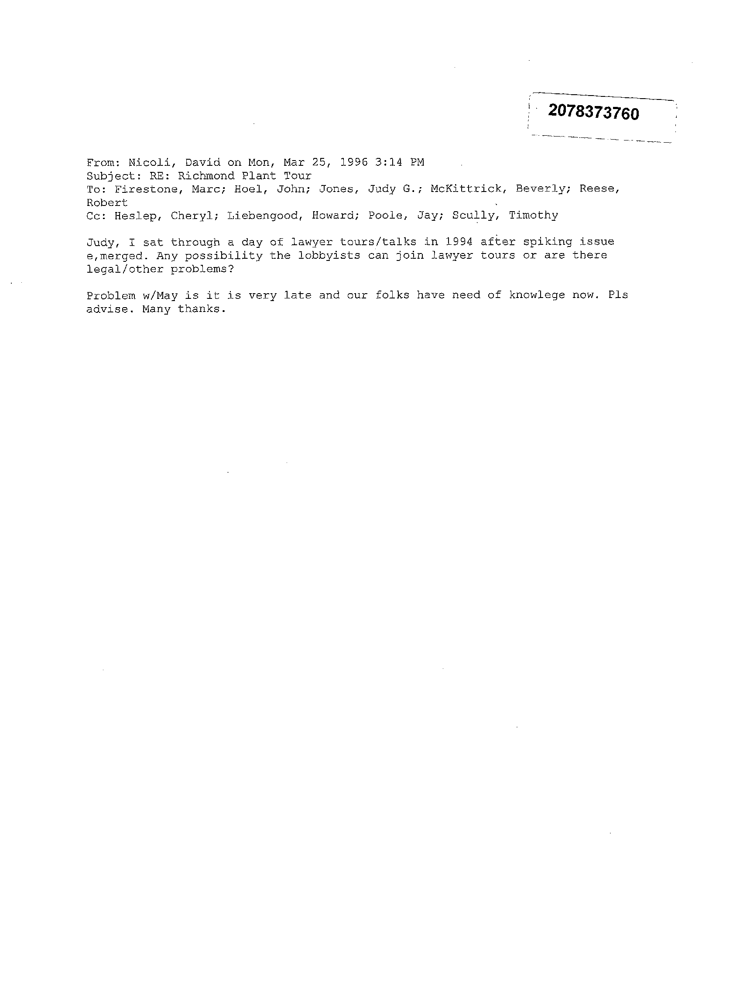 2078373760
From: Nicoli, David on Mon, Mar 25, 1996 3:14 PM
Subject: RE: Richmond Plant Tour
To: Firestone, Marc; Hoel, John; Jones, Judy G.; McKittrick, Beverly; Reese,
Robert
Cc: Heslep, Cheryl; Liebengood, Howard; Poole, Jay; Scully, Timothy
Judy, I sat through a day of lawyer tours/talks in 1994 after spiking issue
e,merged. Any possibility the lobbyists can join lawyer tours or are there
legal/other problems?
Problem w/May is it is very late and our folks have need of knowlege now. Pls
advise. Many thanks.